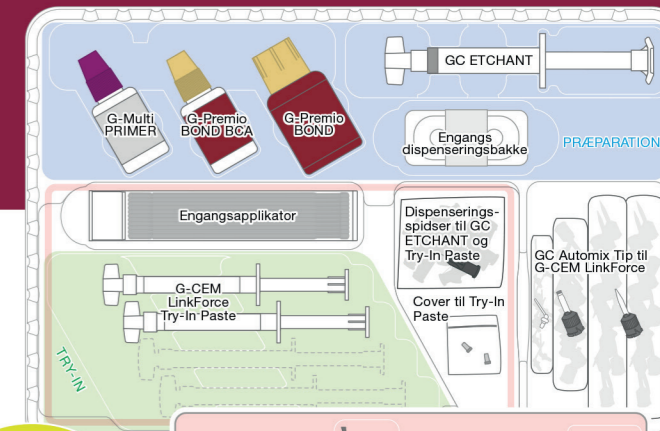 G-Multi
PRIMER
G-Premio
BOND BCA
G-Premio
BOND
GC ETCHANT
Engangs
dispenseringsbakke
PRÆPARATION
Engangsapplikator
Dispenserings-
spidser til GC
ETCHANT og
Try-In Paste
GC Automix Tip til
G-CEM LinkForce
G-CEM
LinkForce
Try-In Paste
Cover til Try-In
Paste
TRY-IN